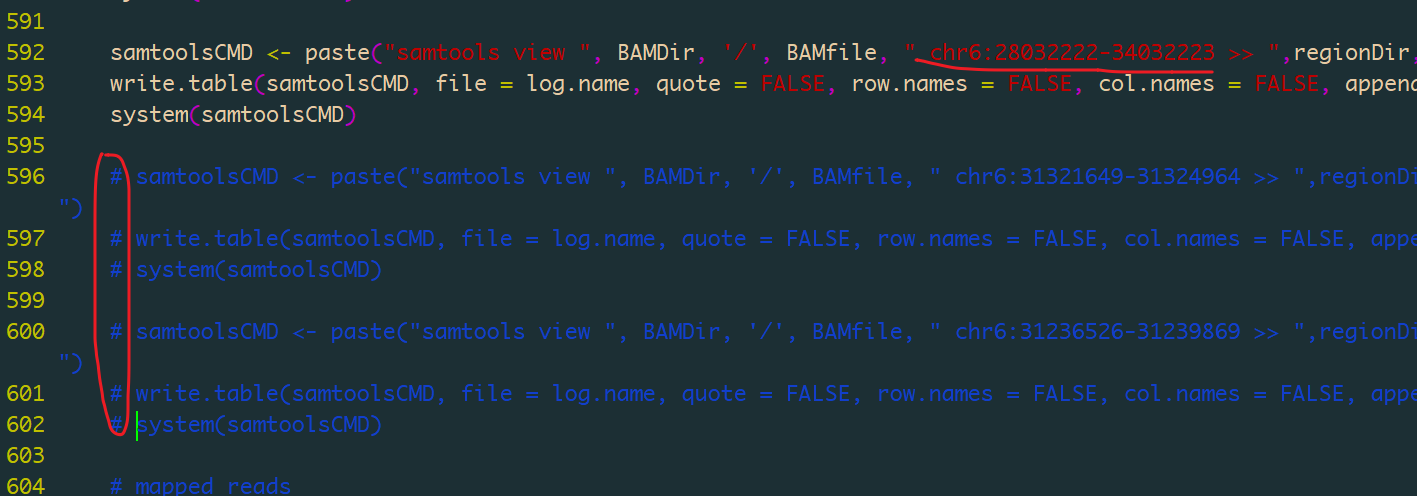 591
592 samtoolsCMD <- paste("samtools view ", BAMDir, '/', BAMfile, " chr6:28032222-34032223 >> ",regionDir,
593 write.table(samtoolsCMD, file = log.name, quote = FALSE, row.names = FALSE, col.names = FALSE, appen
594 system(samtoolsCMD)
595
596 # samtoolsCMD <- paste("samtools view ", BAMDir, '/', BAMfile, " chr6:31321649-31324964 >> ",regionDi
")
597 # write.table(samtoolsCMD, file = log.name, quote = FALSE, row.names = FALSE, col.names = FALSE, appe
598 # system(samtoolsCMD)
599
600 # samtoolsCMD <- paste("samtools view ", BAMDir, '/', BAMfile, " chr6:31236526-31239869 >> ",regionDi
")
601 # write.table(samtoolsCMD, file = log.name, quote = FALSE, row.names = FALSE, col.names = FALSE, appe
602 # system(samtoolsCMD)
603
604 # mapped reads